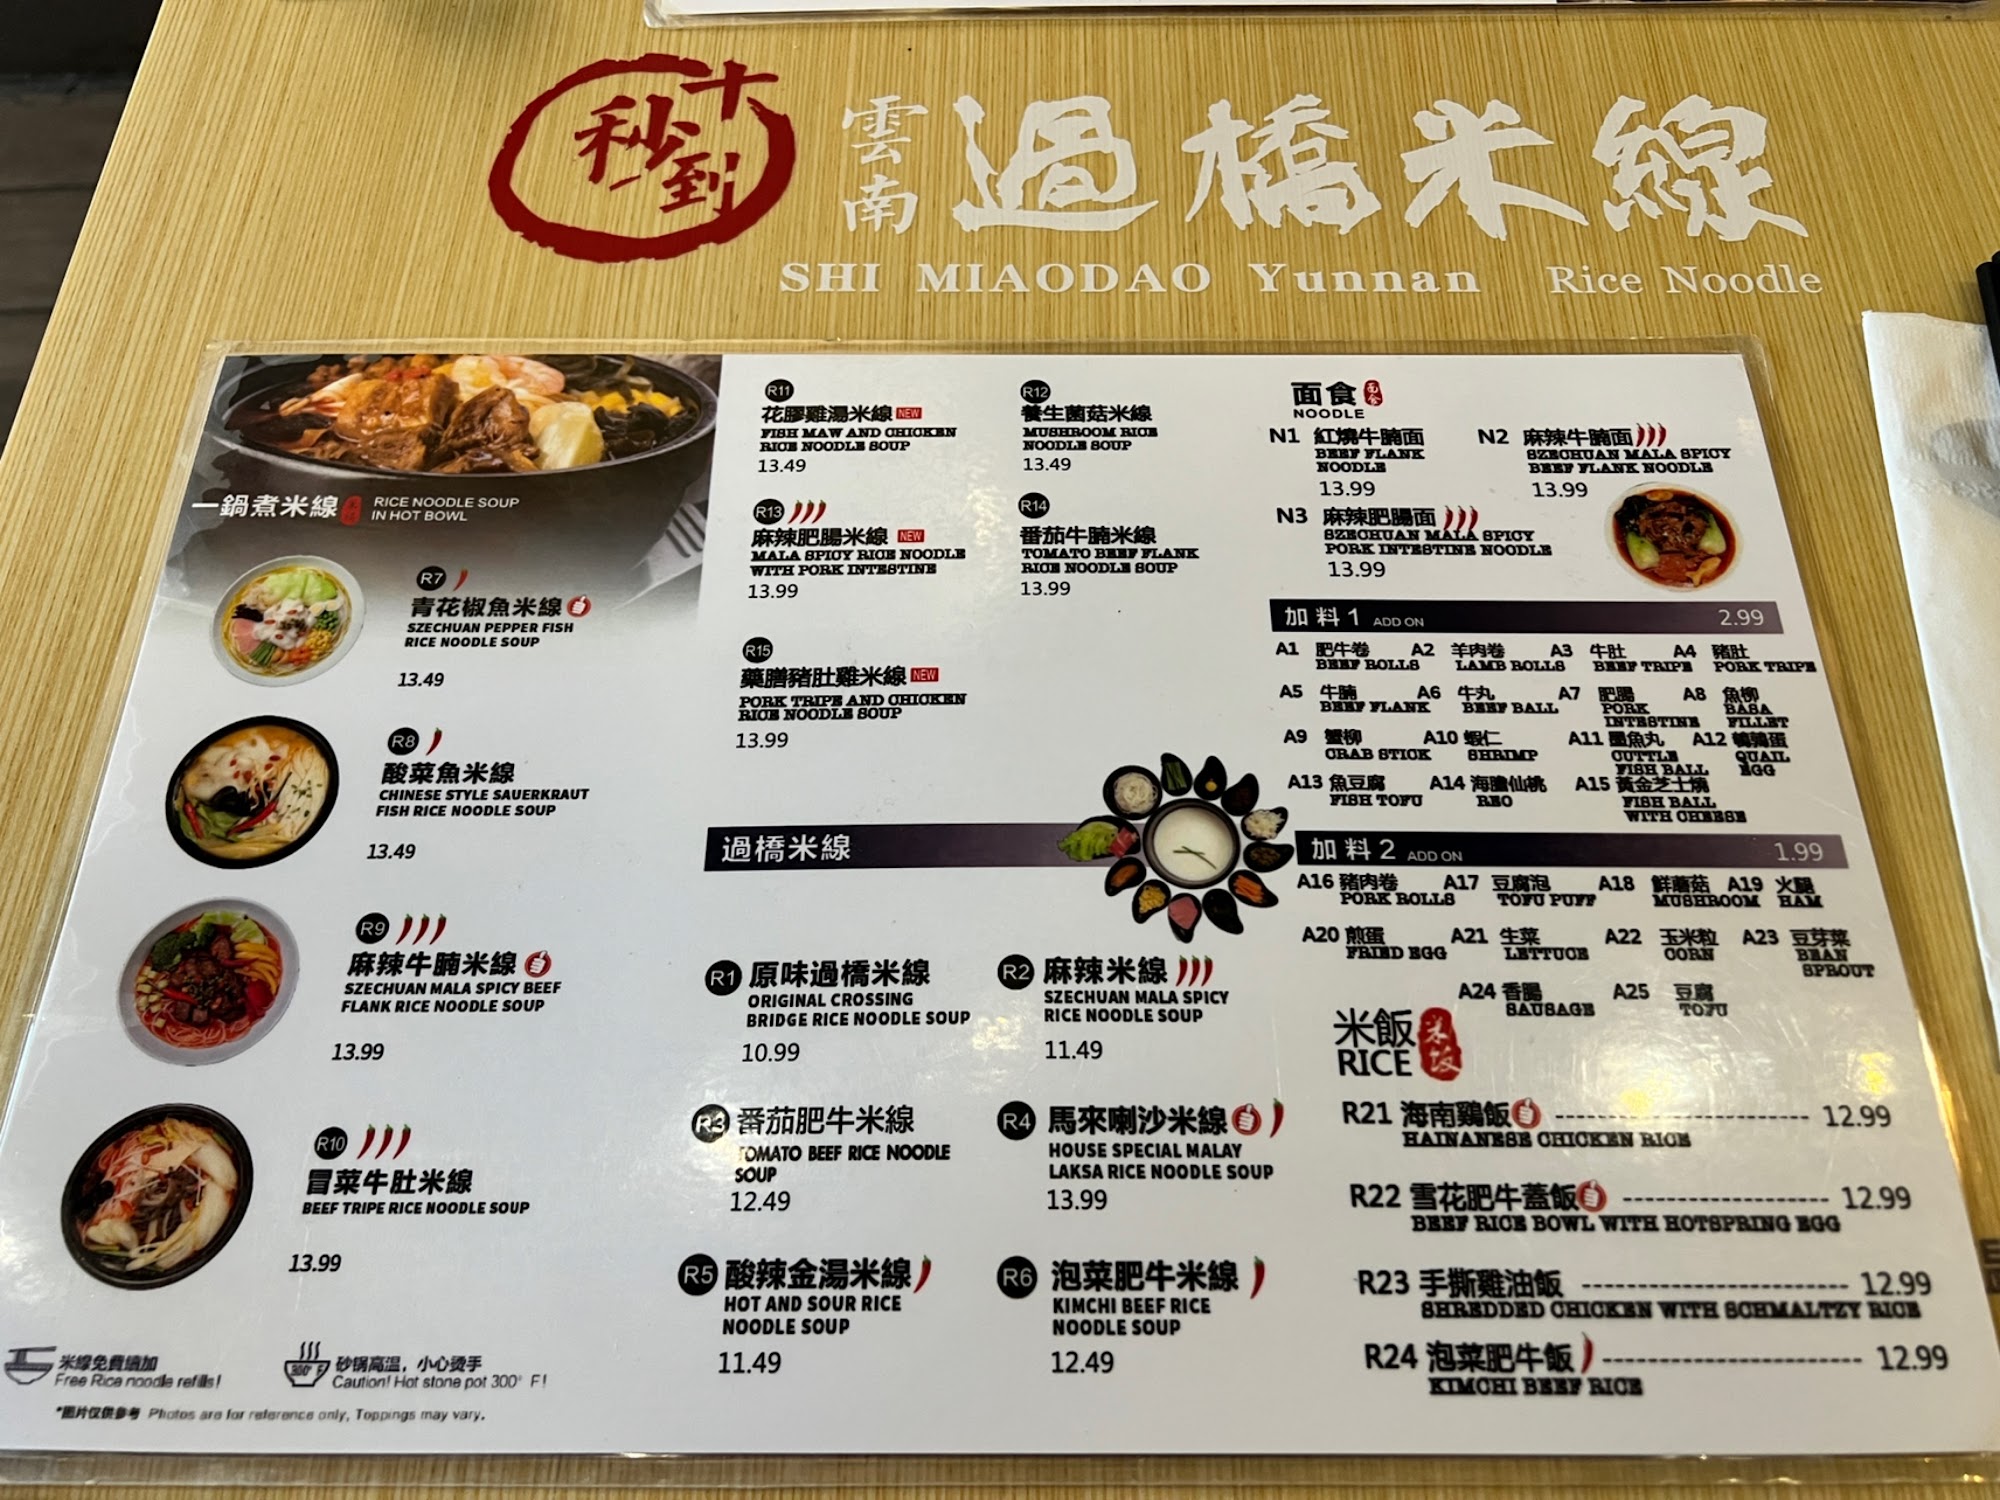 十
秒到
雲南
過橋米線
SHI MIAODAO Yunnan Rice Noodle
一鍋煮米線
RICE NOODLE SOUP
IN HOT BOWL
R7
青花椒魚米線
SZECHUAN PEPPER FISH
RICE NOODLE SOUP
13.49
R8
酸菜魚米線
CHINESE STYLE SAUERKRAUT
FISH RICE NOODLE SOUP
13.49
R9
麻辣牛腩米線
SZECHUAN MALA SPICY BEEF
FLANK RICE NOODLE SOUP
13.99
R10
冒菜牛肚米線
BEEF TRIPE RICE NOODLE SOUP
13.99
米線免費續加
Free Rice noodle refills!
300° F
砂锅高温，小心烫手
Caution! Hot stone pot 300° F!
*图片仅供参考 Photos are for reference only, Toppings may vary.
R11
花膠雞湯米線 NEW
FISH MAW AND CHICKEN
RICE NOODLE SOUP
13.49
R12
養生菌菇米線
MUSHROOM RICE
NOODLE SOUP
13.49
R13
麻辣肥腸米線 NEW
MALA SPICY RICE NOODLE
WITH PORK INTESTINE
13.99
R14
番茄牛腩米線
TOMATO BEEF FLANK
RICE NOODLE SOUP
13.99
R15
藥膳豬肚雞米線 NEW
PORK TRIPE AND CHICKEN
RICE NOODLE SOUP
13.99
過橋米線
R1 原味過橋米線
ORIGINAL CROSSING
BRIDGE RICE NOODLE SOUP
10.99
R2 麻辣米線
SZECHUAN MALA SPICY
RICE NOODLE SOUP
11.49
R3 番茄肥牛米線
TOMATO BEEF RICE NOODLE
SOUP
12.49
R4 馬來喇沙米線
HOUSE SPECIAL MALAY
LAKSA RICE NOODLE SOUP
13.99
R5 酸辣金湯米線
HOT AND SOUR RICE
NOODLE SOUP
11.49
R6 泡菜肥牛米線
KIMCHI BEEF RICE
NOODLE SOUP
12.49
面食 面食
NOODLE
N1 紅燒牛腩面
BEEF FLANK
NOODLE
13.99
N2 麻辣牛腩面
SZECHUAN MALA SPICY
BEEF FLANK NOODLE
13.99
N3 麻辣肥腸面
SZECHUAN MALA SPICY
PORK INTESTINE NOODLE
13.99
加料1 ADD ON 2.99
A1 肥牛卷
BEEF ROLLS
A2 羊肉卷
LAMB ROLLS
A3 牛肚
BEEF TRIPE
A4 豬肚
PORK TRIPE
A5 牛腩
BEEF FLANK
A6 牛丸
BEEF BALL
A7 肥腸
PORK
INTESTINE
A8 魚柳
BASA
FILLET
A9 蟹柳
CRAB STICK
A10 蝦仁
SHRIMP
A11 墨魚丸
CUTTLE
FISH BALL
A12 鵪鶉蛋
QUAIL
EGG
A13 魚豆腐
FISH TOFU
A14 海膽仙桃
REO
A15 黃金芝士燒
FISH BALL
WITH CHEESE
加料2 ADD ON 1.99
A16 豬肉卷
PORK ROLLS
A17 豆腐泡
TOFU PUFF
A18 鮮蘑菇
MUSHROOM
A19 火腿
HAM
A20 煎蛋
FRIED EGG
A21 生菜
LETTUCE
A22 玉米粒
CORN
A23 豆芽菜
BEAN
SPROUT
A24 香腸
SAUSAGE
A25 豆腐
TOFU
米飯 米饭
RICE
R21 海南鷄飯 ---- 12.99
HAINANESE CHICKEN RICE
R22 雪花肥牛蓋飯 ---- 12.99
BEEF RICE BOWL WITH HOTSPRING EGG
R23 手撕雞油飯 ---- 12.99
SHREDDED CHICKEN WITH SCHMALTZY RICE
R24 泡菜肥牛飯 ---- 12.99
KIMCHI BEEF RICE